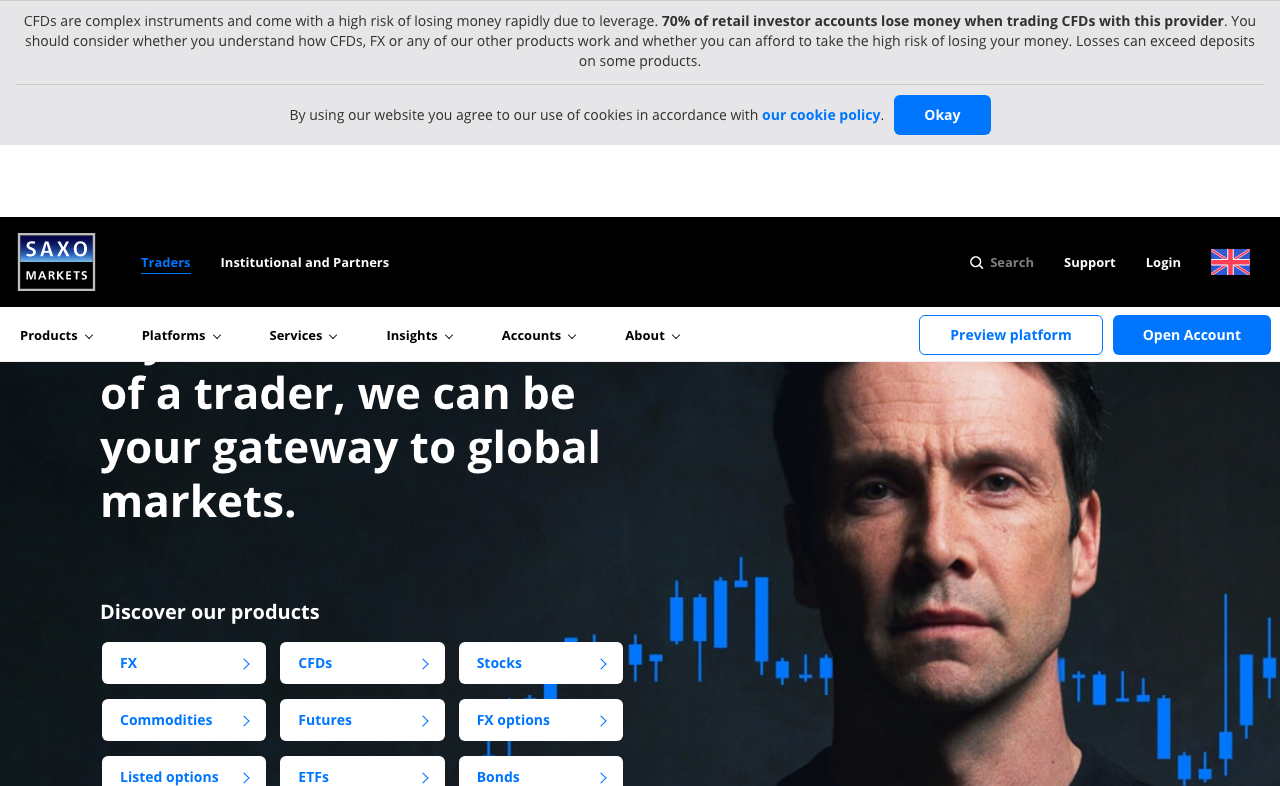 CFDs are complex instruments and come with a high risk of losing money rapidly due to leverage. 70% of retail investor accounts lose money when trading CFDs with this provider. You
should consider whether you understand how CFDs, FX or any of our other products work and whether you can afford to take the high risk of losing your money. Losses can exceed deposits
on some products.
By using our website you agree to our use of cookies in accordance with our cookie policy. Okay
SAXO
MARKETS
Traders Institutional and Partners Search Support Login
Products Platforms Services Insights Accounts About Preview platform Open Account
of a trader, we can be
your gateway to global
markets.
Discover our products
FX CFDs Stocks
Commodities Futures FX options
Listed options ETFs Bonds